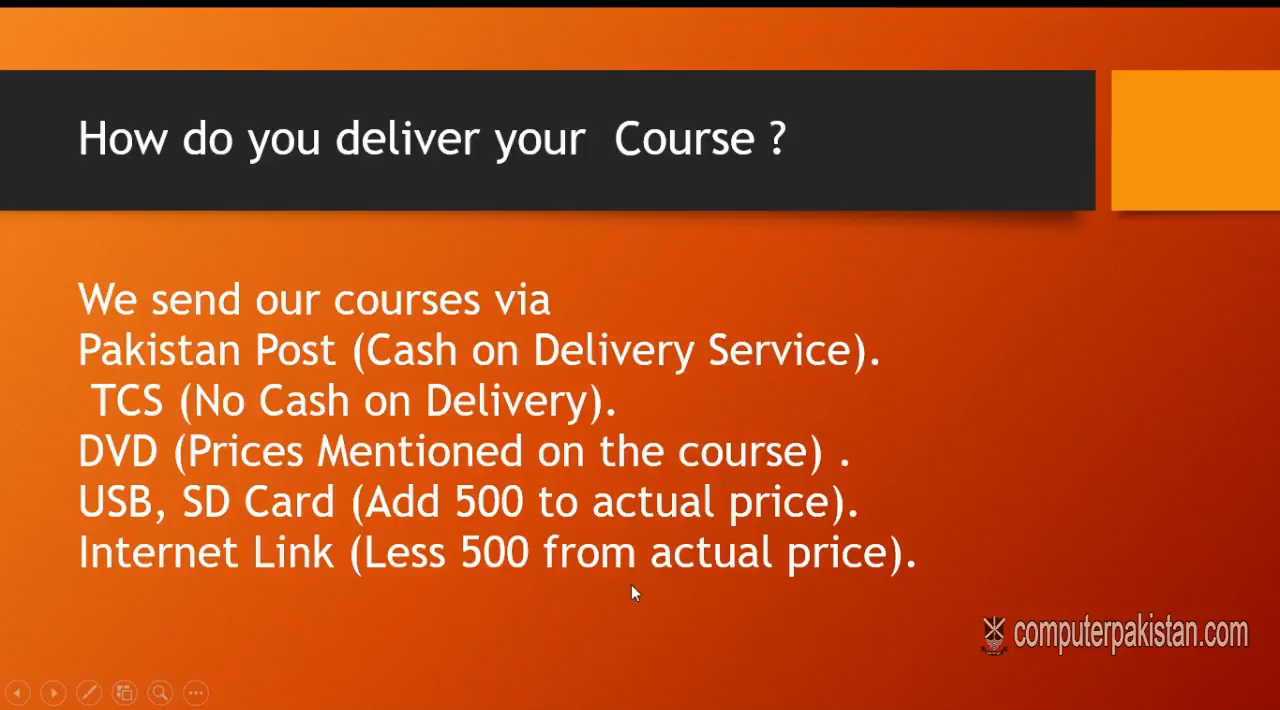 How do you deliver your  Course ?
We send our courses via
Pakistan Post (Cash on Delivery Service).
 TCS (No Cash on Delivery).
DVD (Prices Mentioned on the course) .
USB, SD Card (Add 500 to actual price).
Internet Link (Less 500 from actual price).
computerpakistan.com